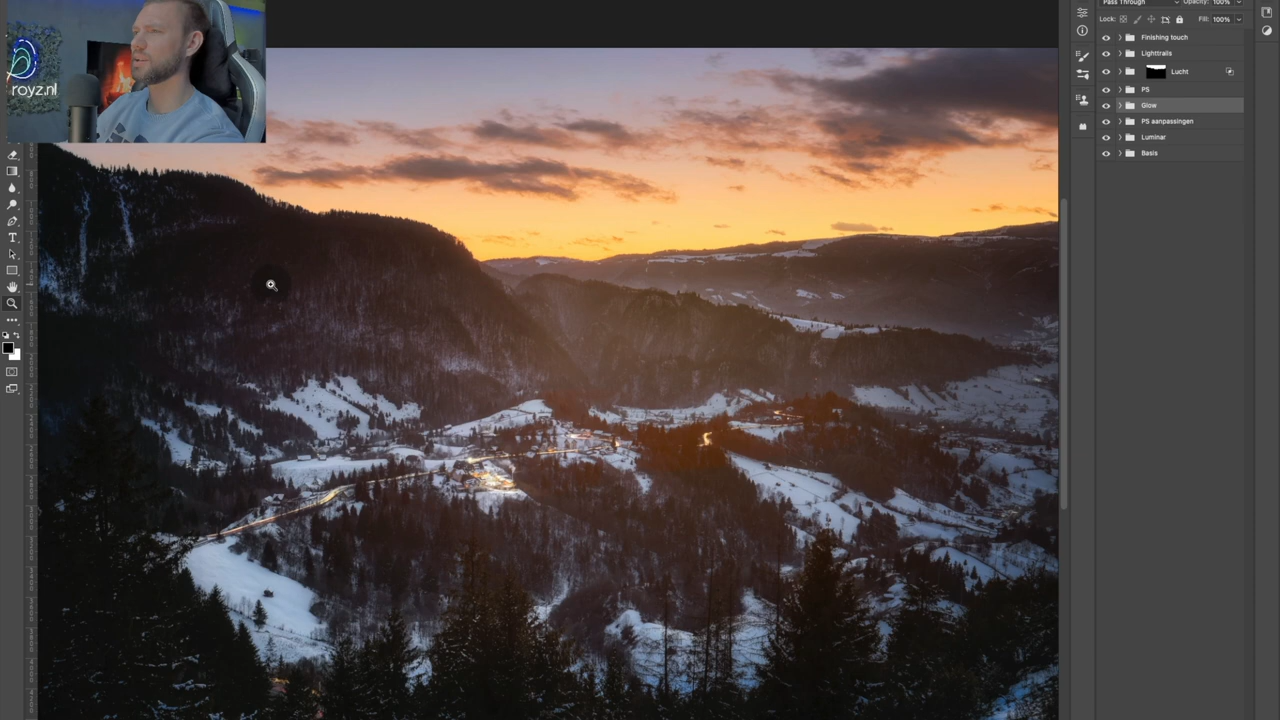 royz.nl
Pass Through
Opacity: 100%
Lock:
Fill: 100%
Finishing touch
Lighttrails
Lucht
PS
Glow
PS aanpassingen
Luminar
Basis